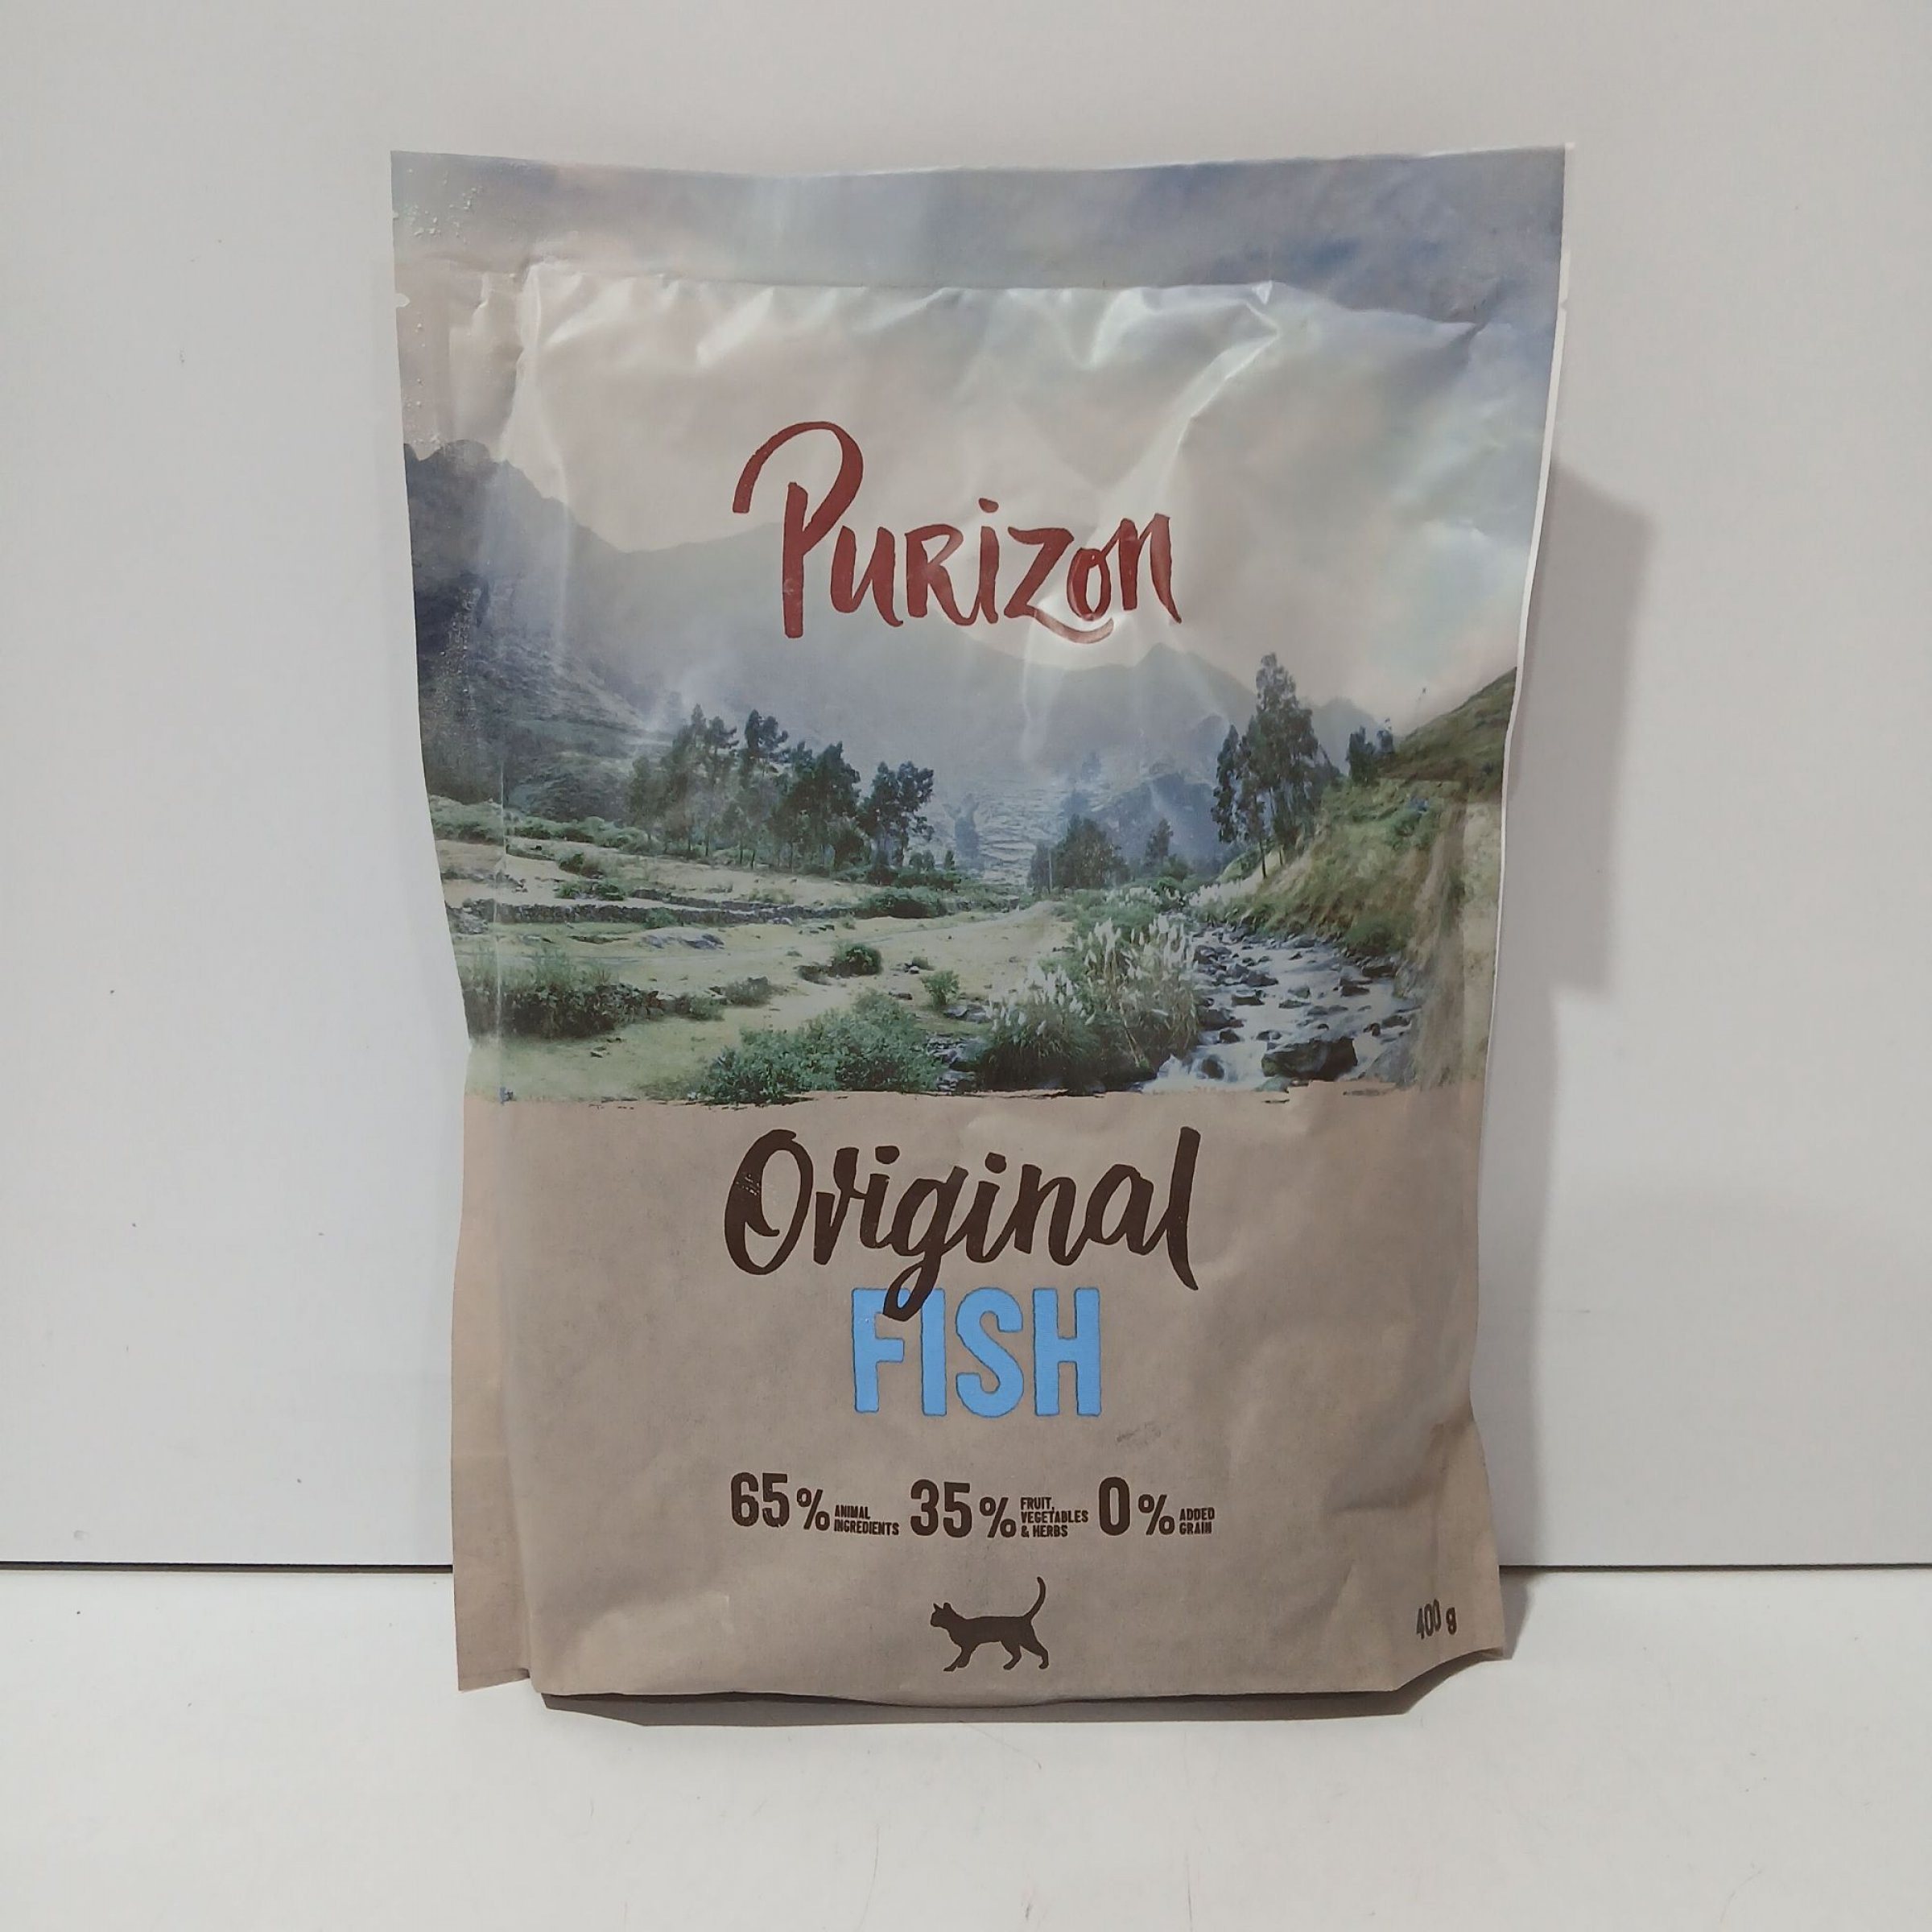 Purizon
Original
FISH
65% ANIMAL INGREDIENTS 35% FRUIT, VEGETABLES & HERBS 0% ADDED GRAIN
400 g